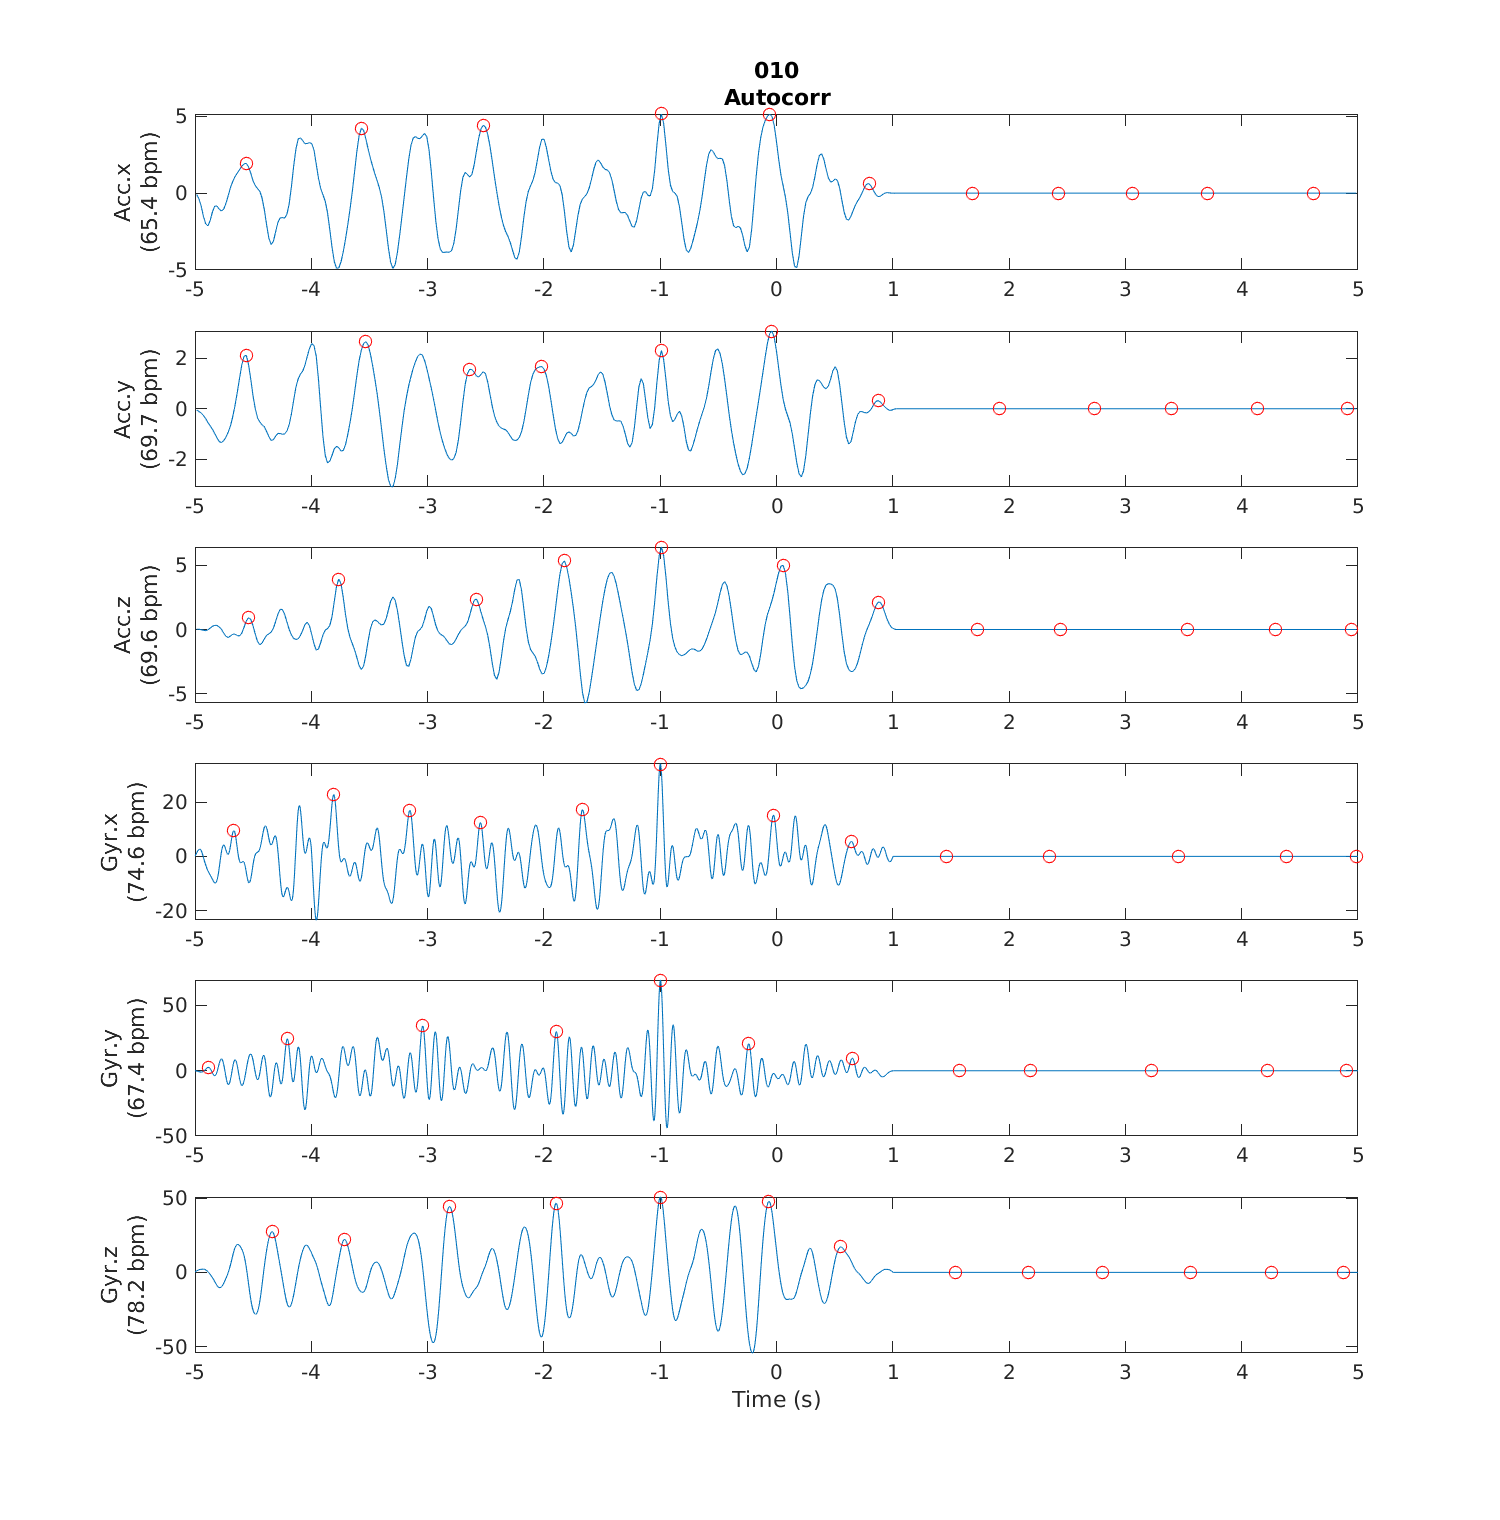 010
Autocorr
Acc.x
(65.4 bpm)
5
0
-5
-5 -4 -3 -2 -1 0 1 2 3 4 5
Acc.y
(69.7 bpm)
2
0
-2
-5 -4 -3 -2 -1 0 1 2 3 4 5
Acc.z
(69.6 bpm)
5
0
-5
-5 -4 -3 -2 -1 0 1 2 3 4 5
Gyr.x
(74.6 bpm)
20
0
-20
-5 -4 -3 -2 -1 0 1 2 3 4 5
Gyr.y
(67.4 bpm)
50
0
-50
-5 -4 -3 -2 -1 0 1 2 3 4 5
Gyr.z
(78.2 bpm)
50
0
-50
-5 -4 -3 -2 -1 0 1 2 3 4 5
Time (s)